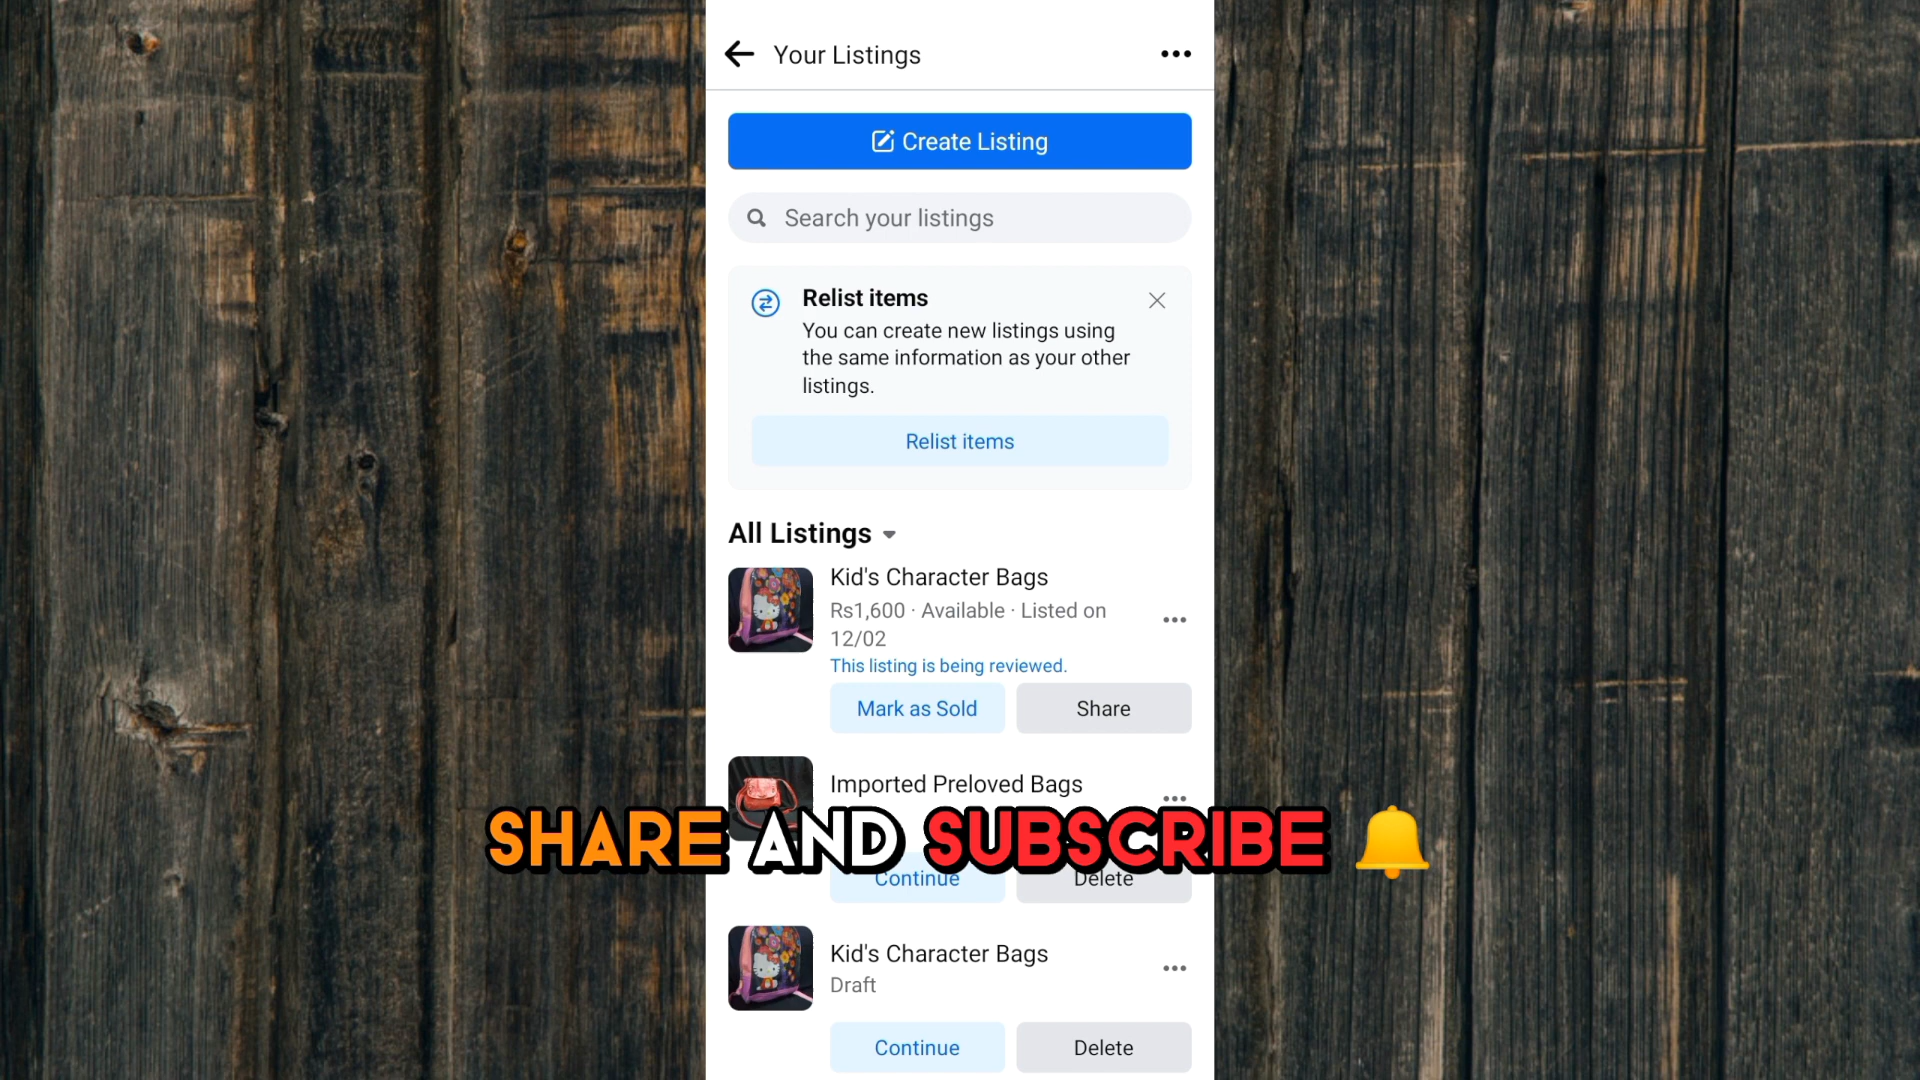 Your Listings
Create Listing
Search your listings
Relist items
You can create new listings using
the same information as your other
listings.
Relist items
All Listings
Kid's Character Bags
Rs1,600 · Available · Listed on
12/02
This listing is being reviewed.
Mark as Sold
Share
Imported Preloved Bags
SHARE AND SUBSCRIBE
Continue
Delete
Kid's Character Bags
Draft
Continue
Delete